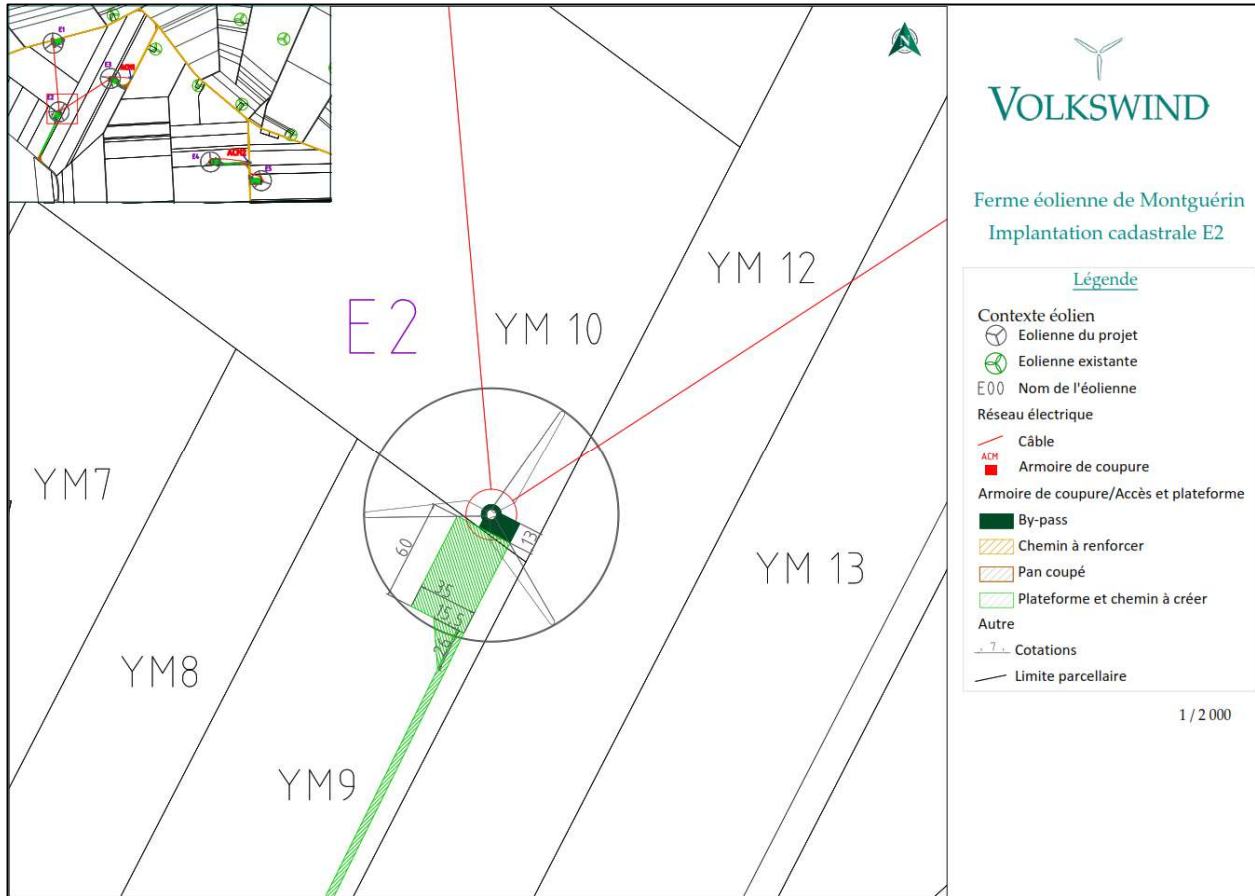 E1
E3
ACM1
E2
E4
ACM2
E5
N
VOLKSWIND
Ferme éolienne de Montguérin
Implantation cadastrale E2
Légende
Contexte éolien
Eolienne du projet
Eolienne existante
E00 Nom de l'éolienne
Réseau électrique
Câble
ACM
Armoire de coupure
Armoire de coupure/Accès et plateforme
By-pass
Chemin à renforcer
Pan coupé
Plateforme et chemin à créer
Autre
7 Cotations
Limite parcellaire
1 / 2 000
YM 12
E2
YM 10
YM7
60
13
35
15.5
YM 13
YM8
YM9